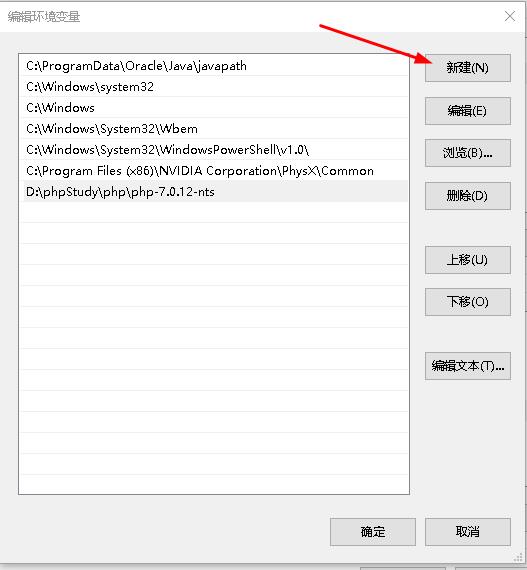 编辑环境变量
C:\ProgramData\Oracle\Java\javapath
C:\Windows\system32
C:\Windows
C:\Windows\System32\Wbem
C:\Windows\System32\WindowsPowerShell\v1.0\
C:\Program Files (x86)\NVIDIA Corporation\PhysX\Common
D:\phpStudy\php\php-7.0.12-nts
新建(N)
编辑(E)
浏览(B)...
删除(D)
上移(U)
下移(O)
编辑文本(T)...
确定
取消